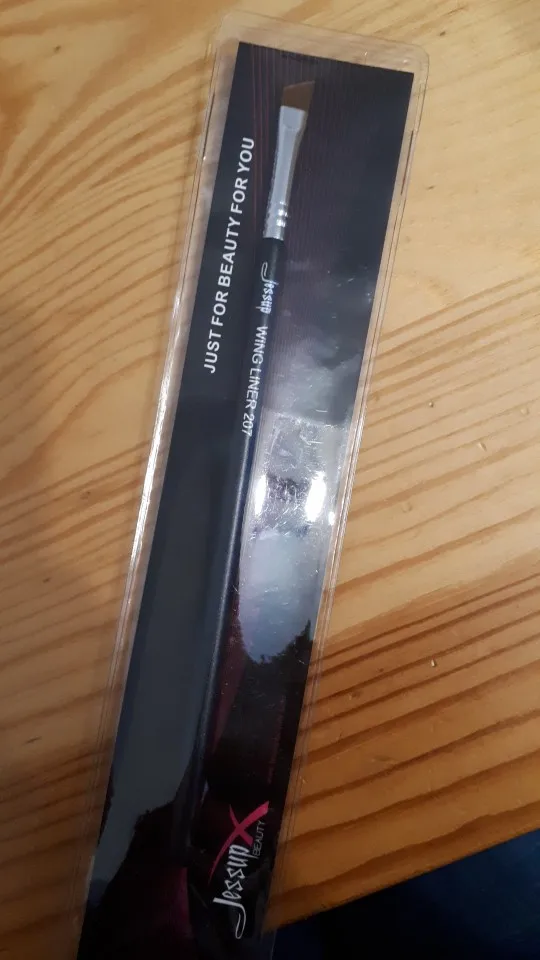 JUST FOR BEAUTY FOR YOU
Jessup WING LINER 207
Jessup
BEAUTY